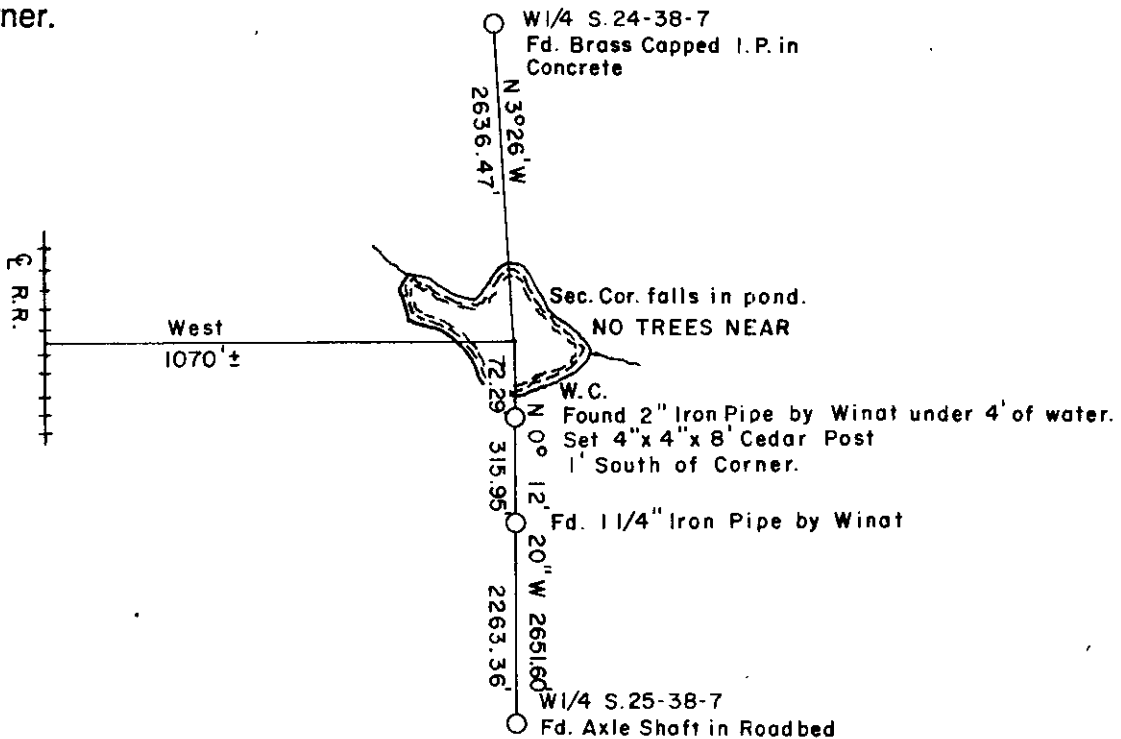 ner.
W1/4 S. 24-38-7
Fd. Brass Capped I.P. in
Concrete
N 3°26' W
2636.47'
℄ R.R.
West
1070'±
Sec. Cor. falls in pond.
NO TREES NEAR
72.29
W.C.
Found 2" Iron Pipe by Winat under 4' of water.
Set 4"x 4"x 8' Cedar Post
1' South of Corner.
N 0° 12' 20" W 2651.60'
315.95'
Fd. 1 1/4" Iron Pipe by Winat
2263.36'
W1/4 S.25-38-7
Fd. Axle Shaft in Roadbed